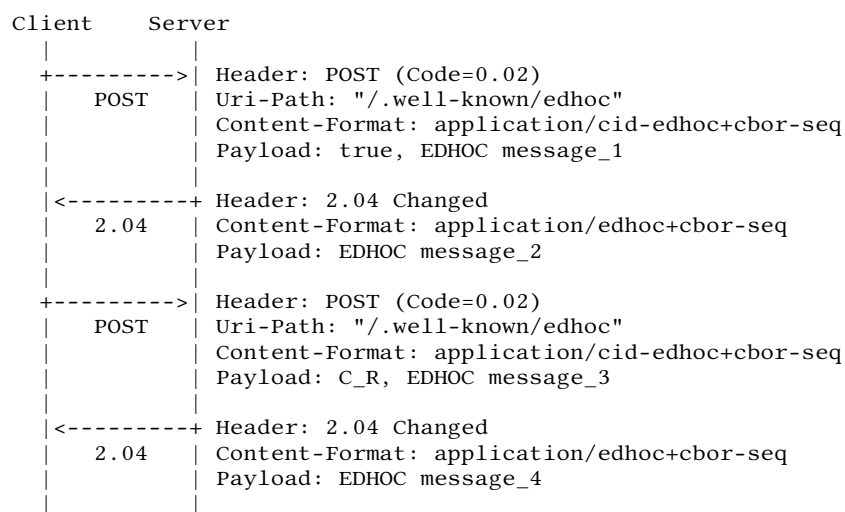 Client Server
Header: POST (Code=0.02)
POST Uri-Path: "/.well-known/edhoc"
Content-Format: application/cid-edhoc+cbor-seq
Payload: true, EDHOC message_1
Header: 2.04 Changed
2.04 Content-Format: application/edhoc+cbor-seq
Payload: EDHOC message_2
Header: POST (Code=0.02)
POST Uri-Path: "/.well-known/edhoc"
Content-Format: application/cid-edhoc+cbor-seq
Payload: C_R, EDHOC message_3
Header: 2.04 Changed
2.04 Content-Format: application/edhoc+cbor-seq
Payload: EDHOC message_4